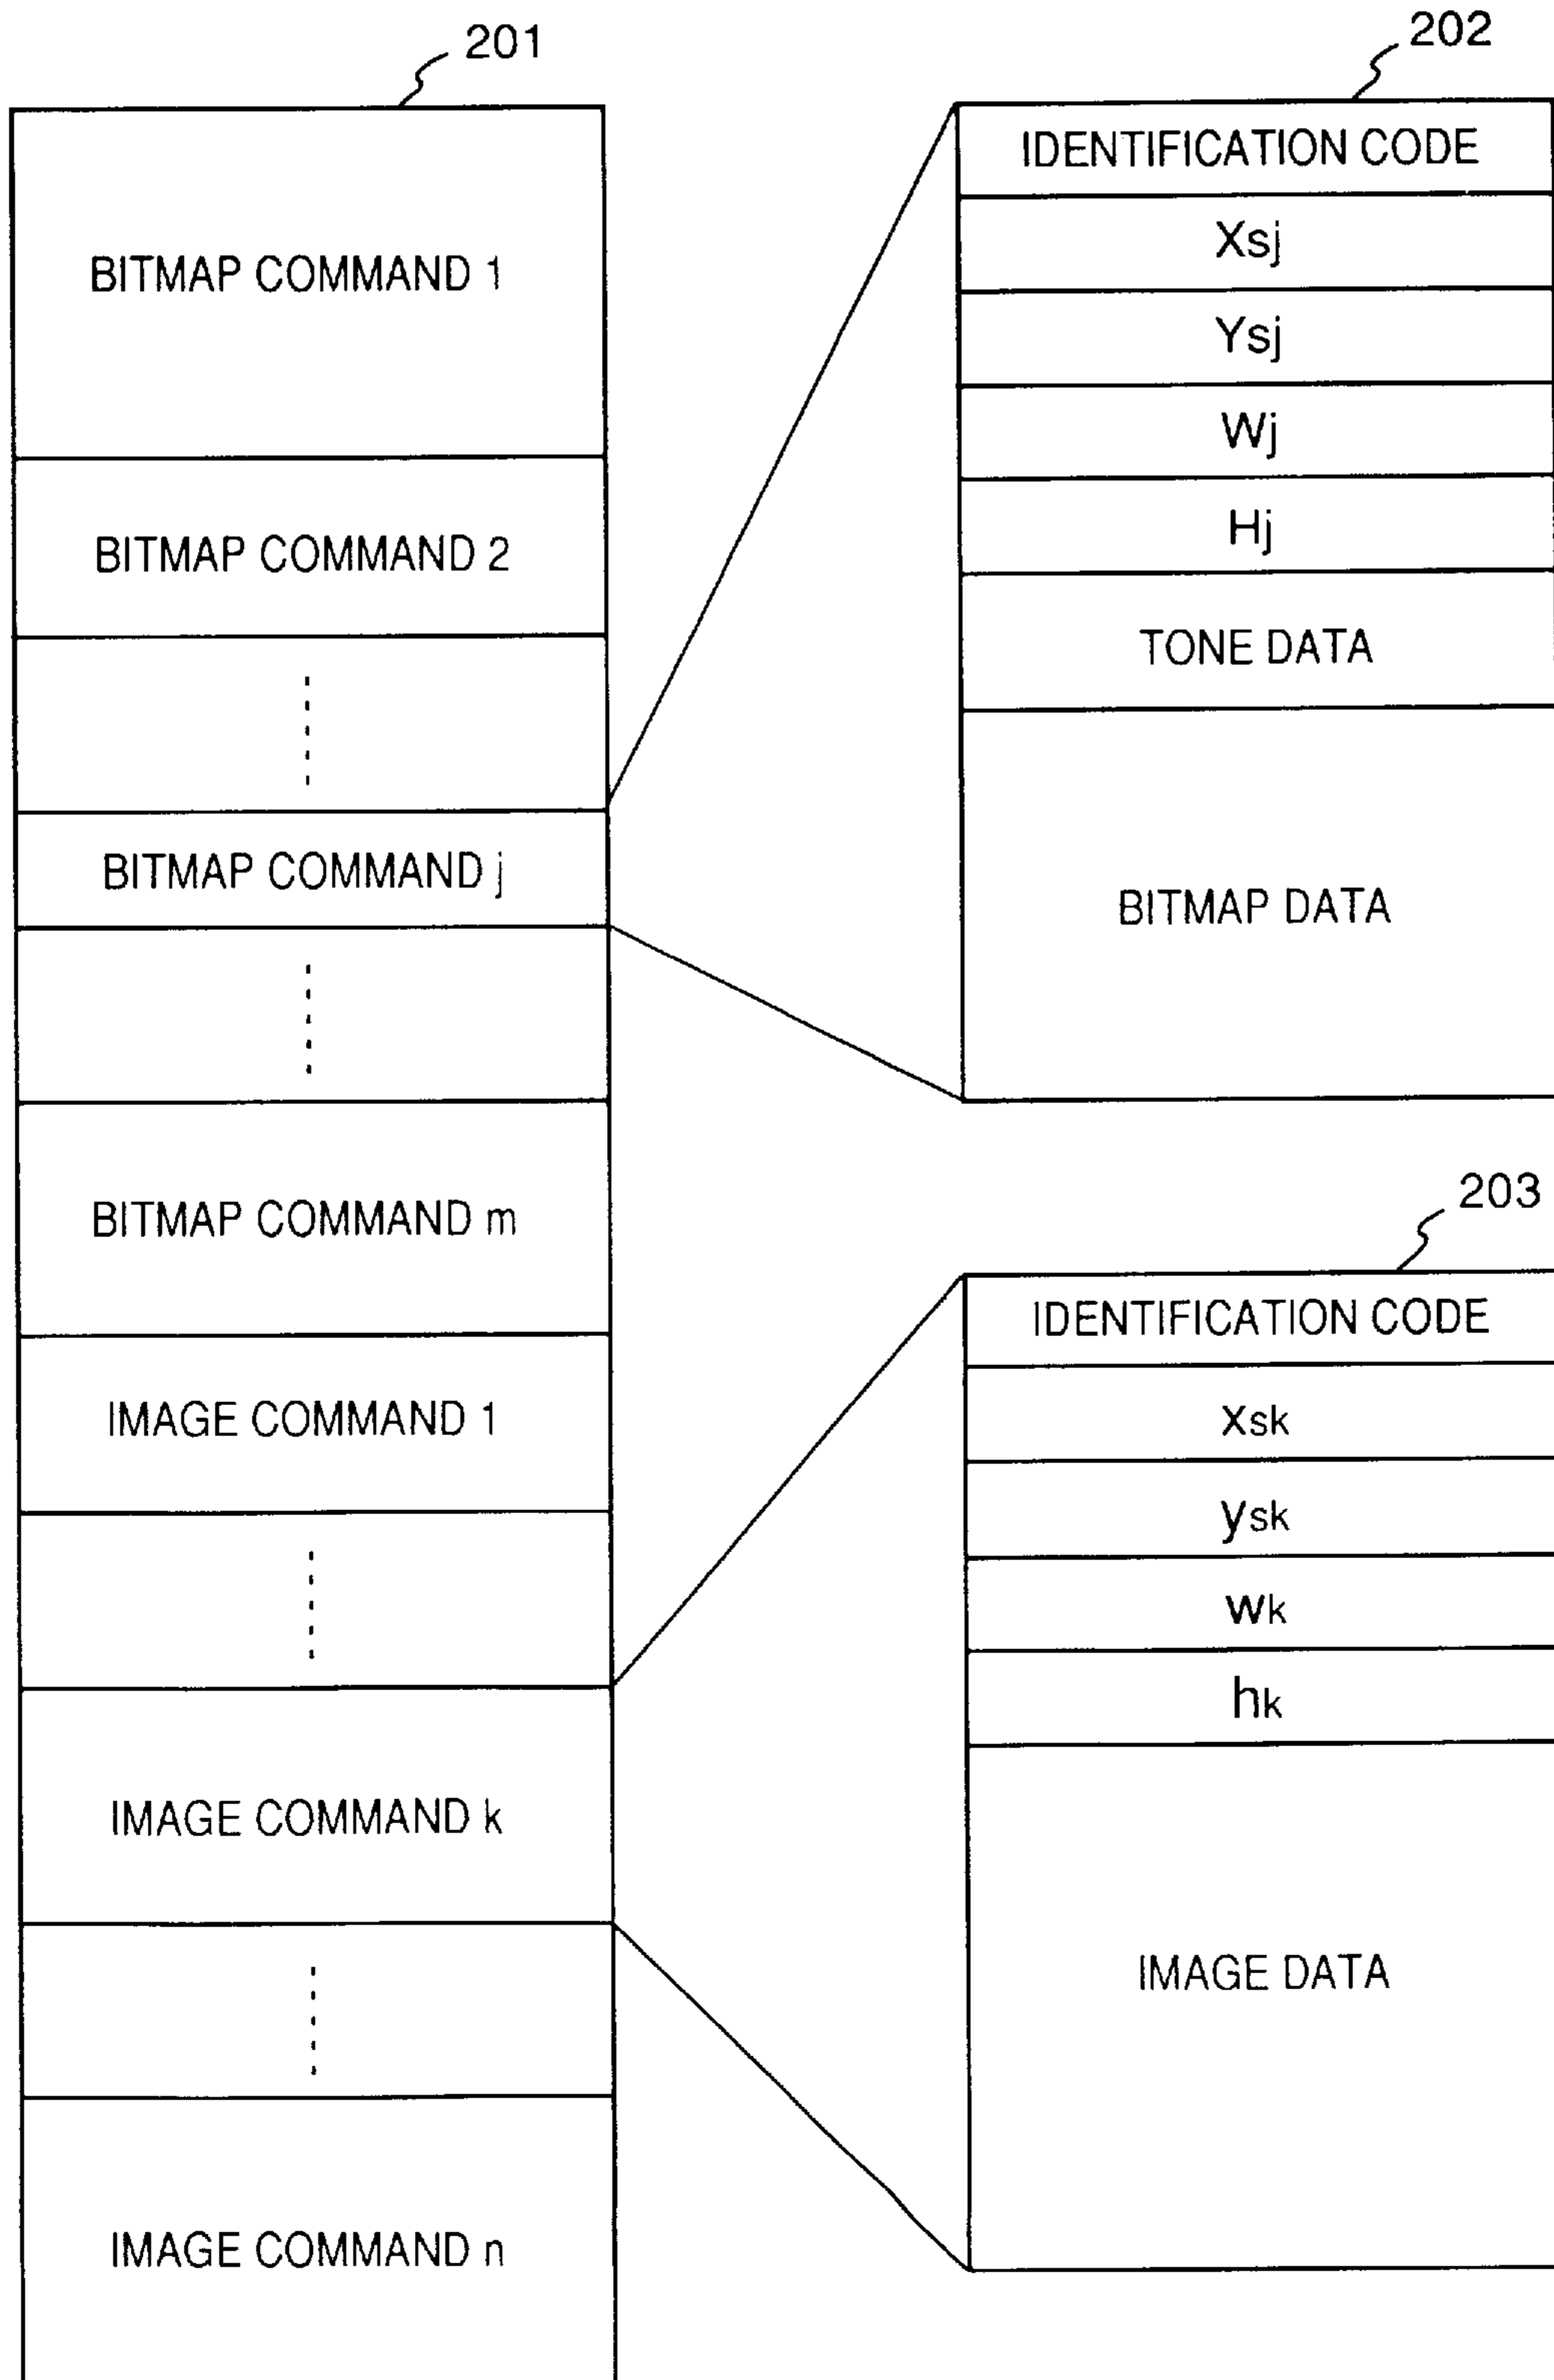 201
BITMAP COMMAND 1
BITMAP COMMAND 2
BITMAP COMMAND j
BITMAP COMMAND m
IMAGE COMMAND 1
IMAGE COMMAND k
IMAGE COMMAND n
202
IDENTIFICATION CODE
Xsj
Ysj
Wj
Hj
TONE DATA
BITMAP DATA
203
IDENTIFICATION CODE
xsk
ysk
wk
hk
IMAGE DATA